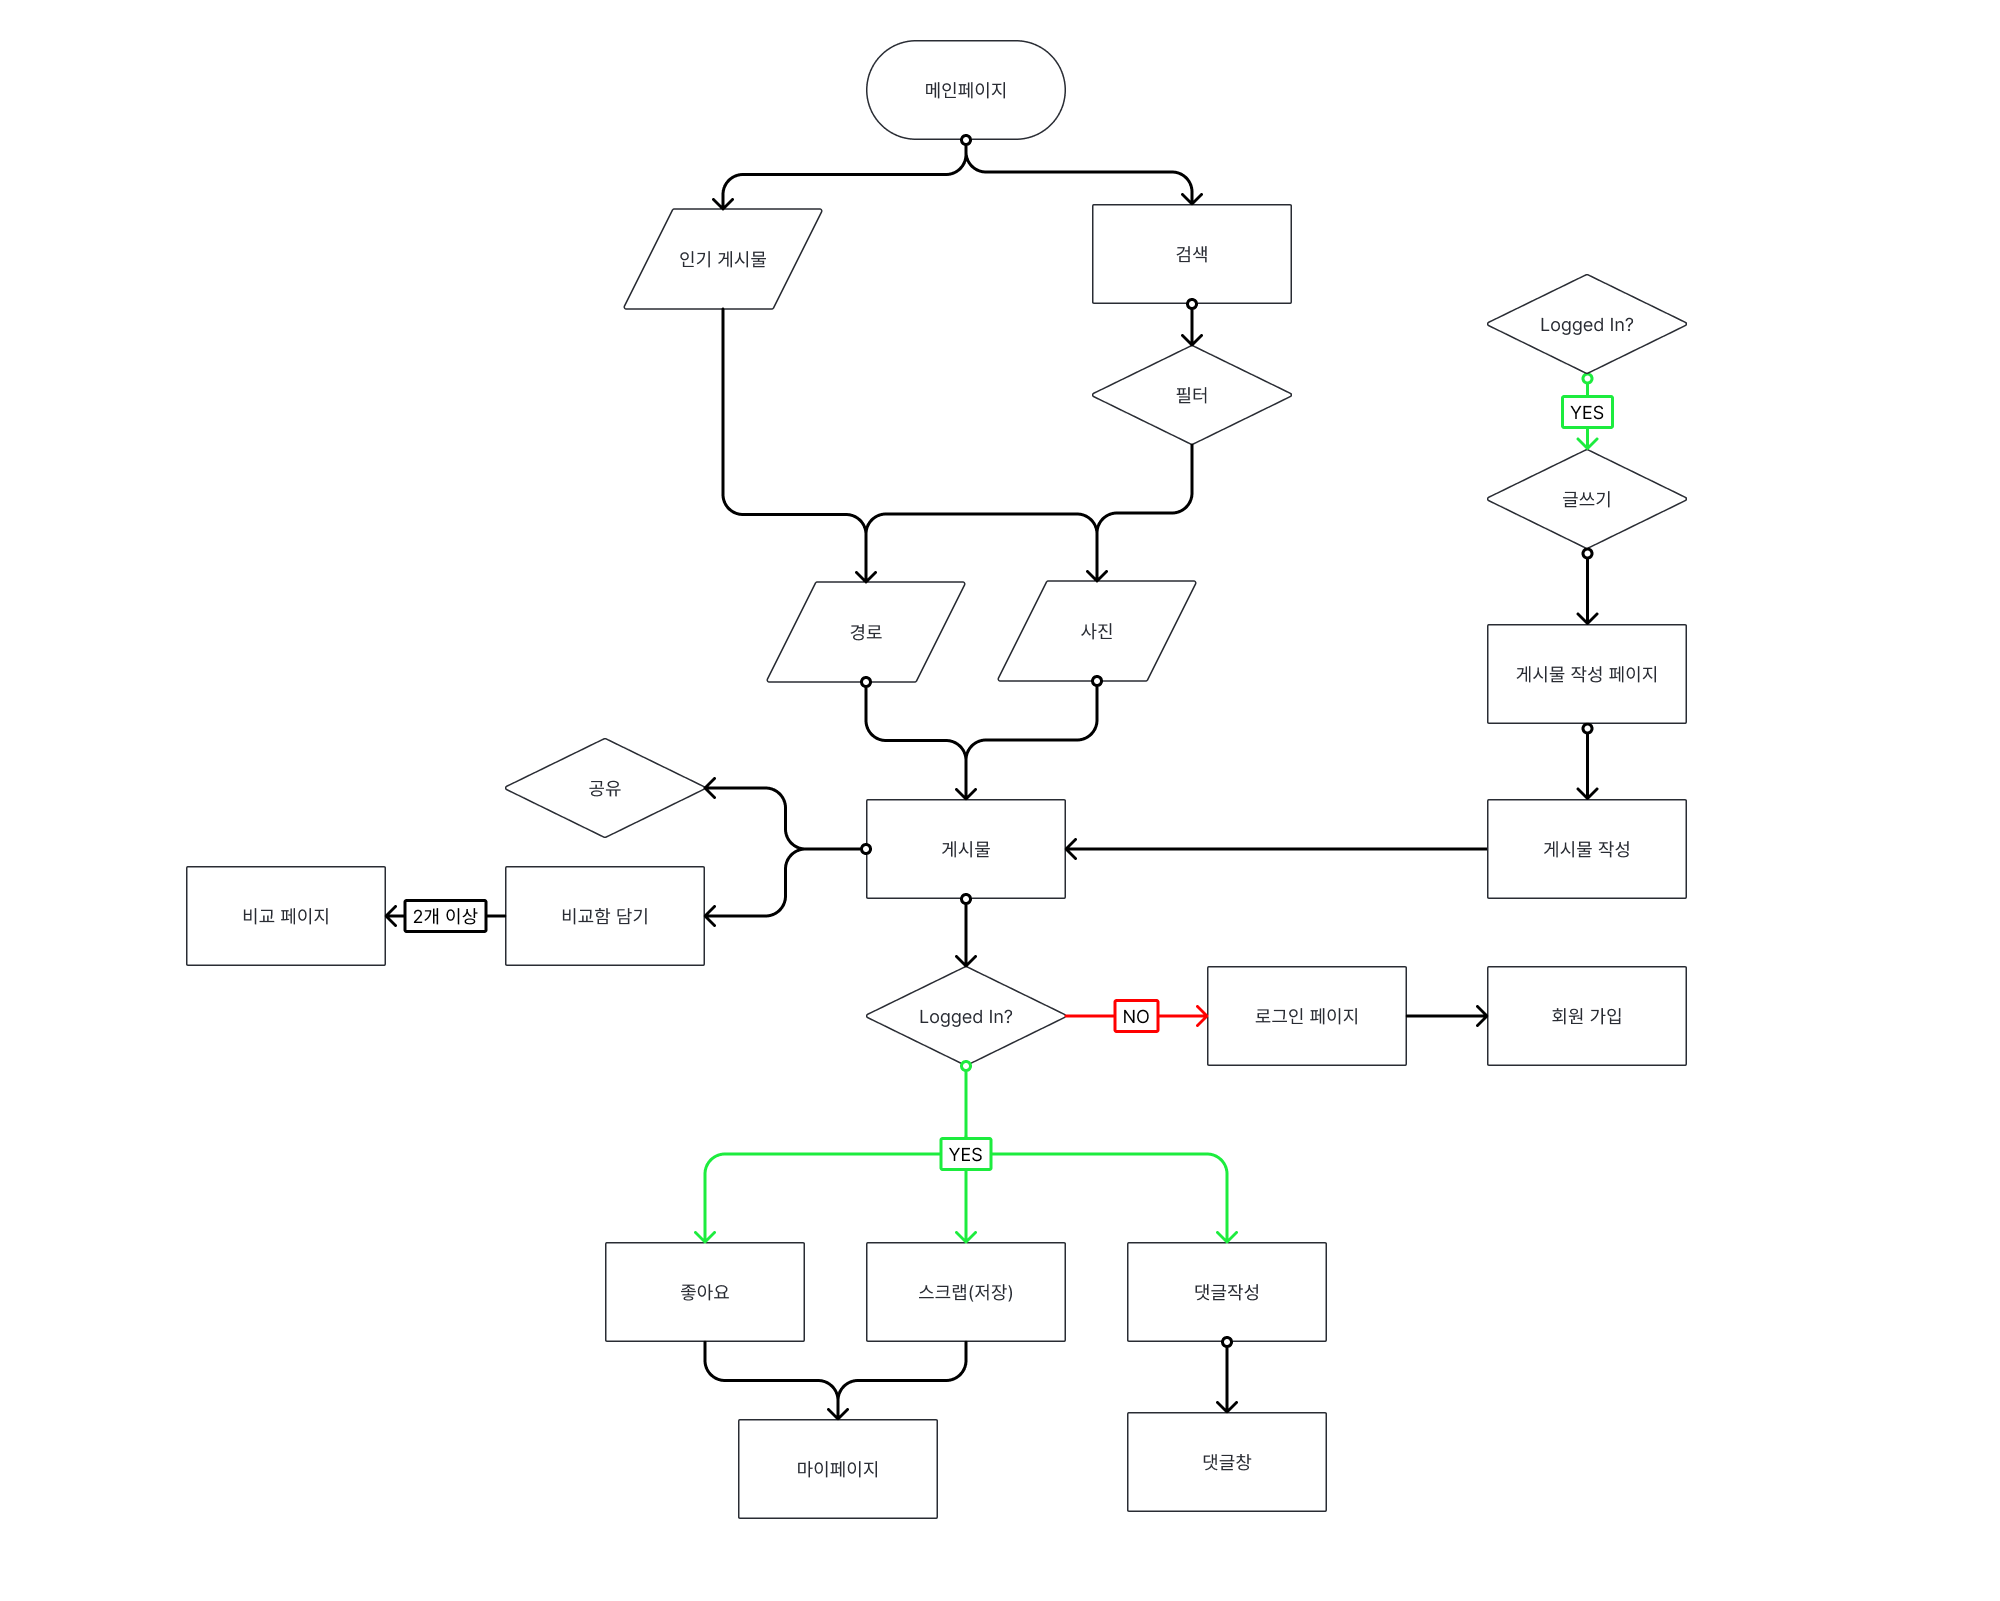 메인페이지
인기 게시물
검색
Logged In?
필터
YES
글쓰기
경로
사진
게시물 작성 페이지
공유
게시물
게시물 작성
비교 페이지
2개 이상
비교함 담기
Logged In?
NO
로그인 페이지
회원 가입
YES
좋아요
스크랩(저장)
댓글작성
마이페이지
댓글창